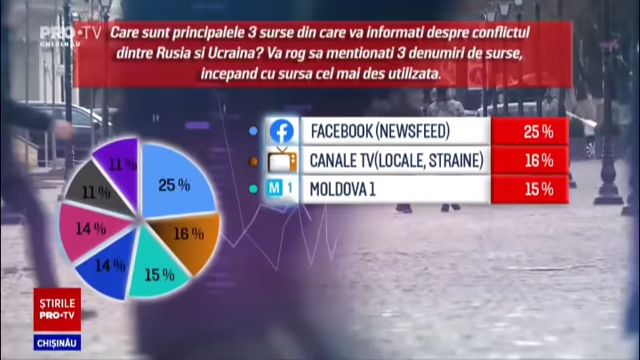 PRO TV
CHIȘINĂU
Care sunt principalele 3 surse din care va informati despre conflictul
dintre Rusia si Ucraina? Va rog sa mentionati 3 denumiri de surse,
incepand cu sursa cel mai des utilizata.
FACEBOOK (NEWSFEED) 25 %
CANALE TV(LOCALE, STRAINE) 16 %
M 1 MOLDOVA 1 15 %
11 %
25 %
11 %
16 %
14 %
14 %
15 %
ȘTIRILE
PRO•TV
CHIȘINĂU